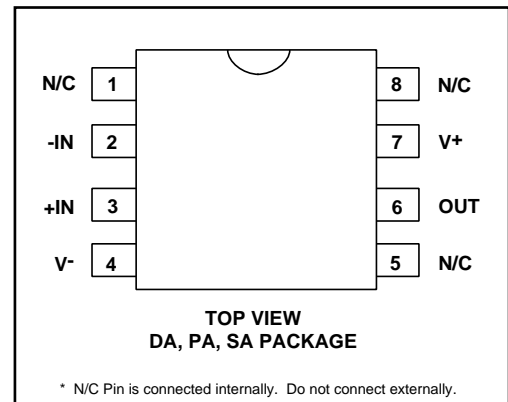 N/C 1 8 N/C
-IN 2 7 V+
+IN 3 6 OUT
V- 4 5 N/C
TOP VIEW
DA, PA, SA PACKAGE
* N/C Pin is connected internally. Do not connect externally.